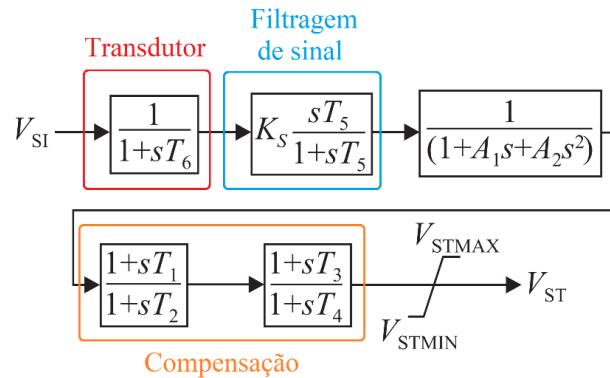 Filtragem
de sinal
Transdutor
V_SI
1
1+sT_6
K_S sT_5
1+sT_5
1
(1+A_1s+A_2s^2)
1+sT_1
1+sT_2
1+sT_3
1+sT_4
V_STMAX
V_ST
V_STMIN
Compensação